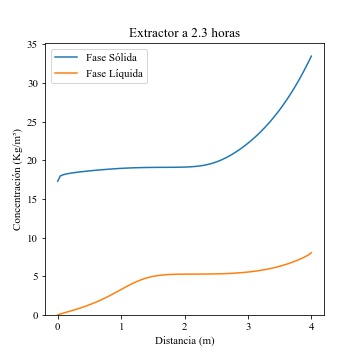 Extractor a 2.3 horas
Fase Sólida
Fase Líquida
Concentración (Kg/m³)
35
30
25
20
15
10
5
0
0 1 2 3 4
Distancia (m)